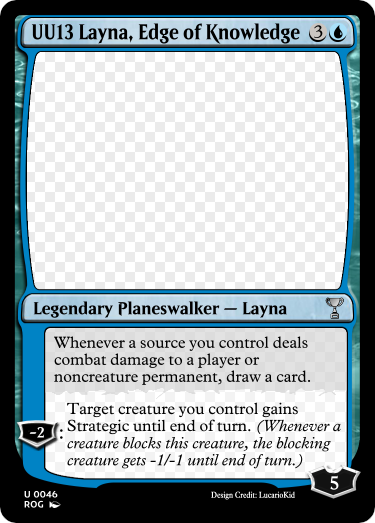 UU13 Layna, Edge of Knowledge 3
Legendary Planeswalker — Layna
Whenever a source you control deals
combat damage to a player or
noncreature permanent, draw a card.
-2: Target creature you control gains
Strategic until end of turn. (Whenever a
creature blocks this creature, the blocking
creature gets -1/-1 until end of turn.)
5
U 0046
ROG
Design Credit: LucarioKid